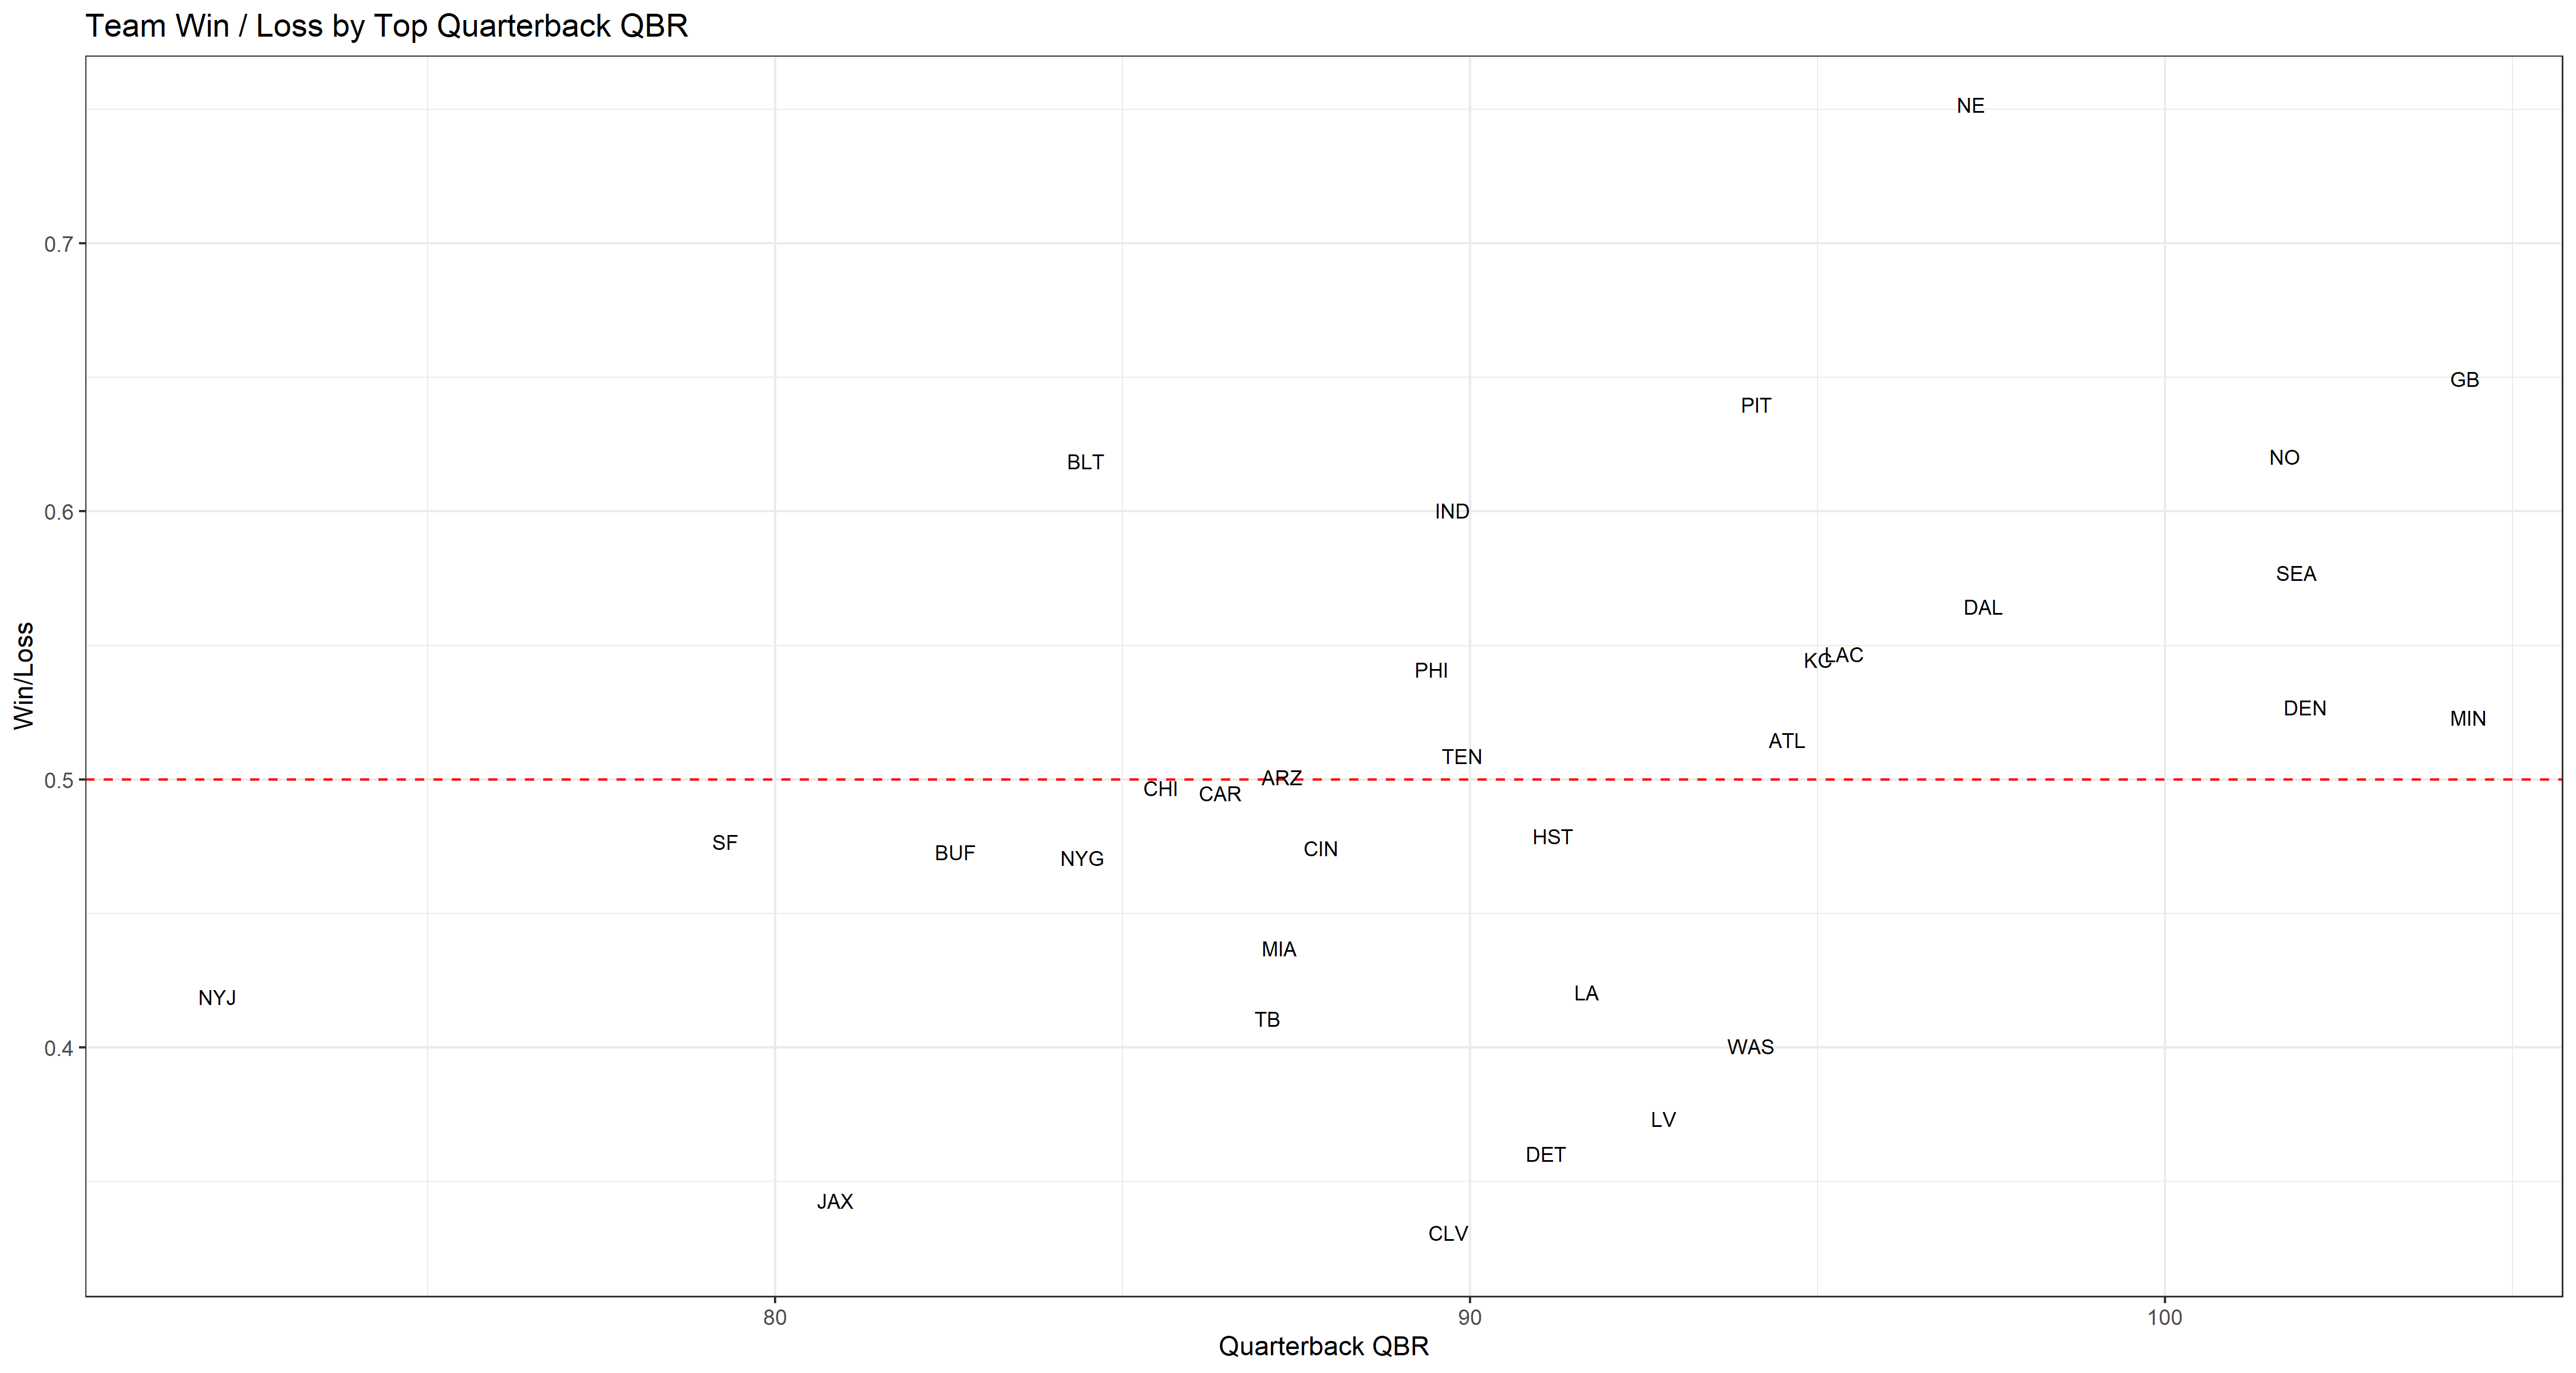 Team Win / Loss by Top Quarterback QBR
NE
0.7
GB
PIT
NO
BLT
0.6
IND
SEA
DAL
LAC
KC
PHI
DEN
MIN
ATL
TEN
0.5
ARZ
CHI
CAR
HST
SF
CIN
BUF
NYG
MIA
LA
NYJ
TB
0.4
WAS
LV
DET
JAX
CLV
Win/Loss
80
90
100
Quarterback QBR